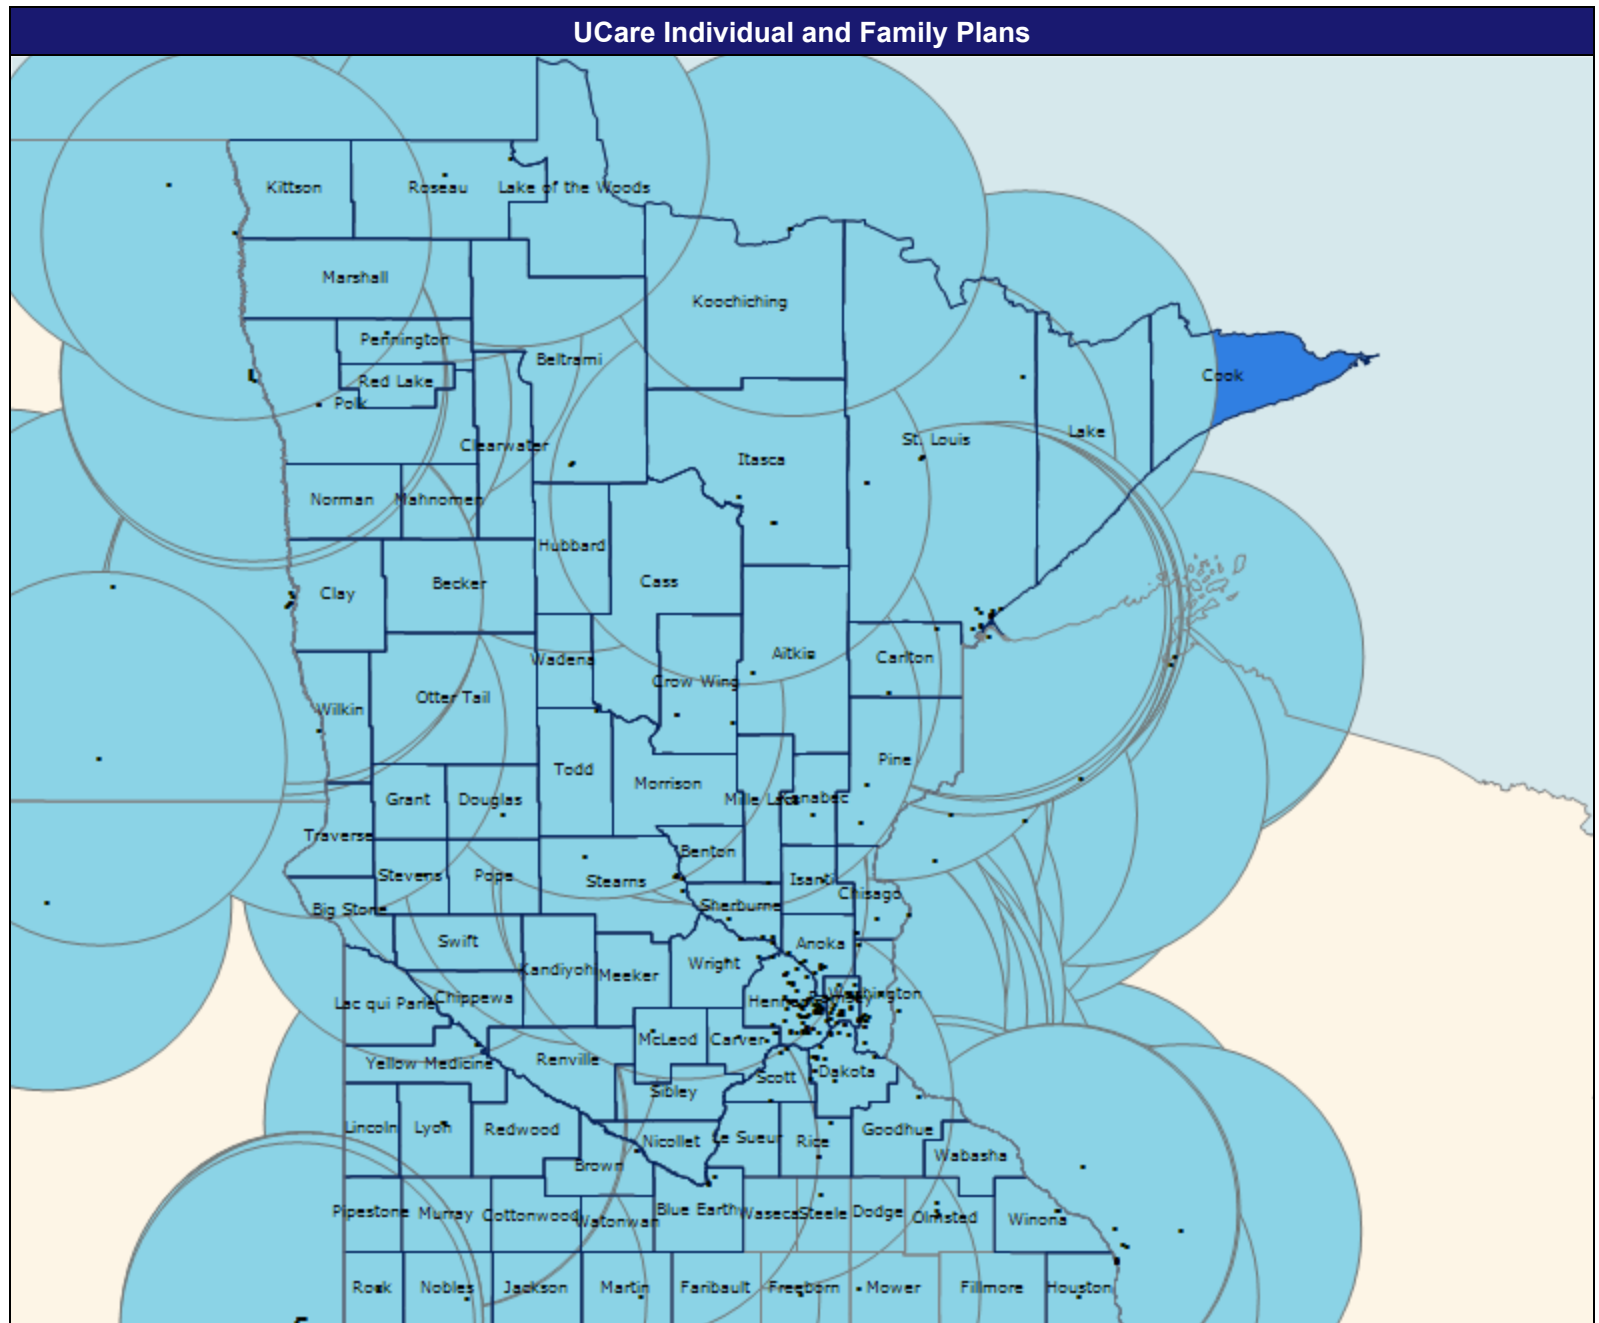 UCare Individual and Family Plans
Kittson
Roseau
Lake of the Woods
Marshall
Koochiching
Pennington
Beltrami
Red Lake
Polk
Cook
Clearwater
St. Louis
Lake
Itasca
Norman
Mahnomen
Hubbard
Cass
Clay
Becker
Wadena
Aitkin
Carlton
Crow Wing
Otter Tail
Wilkin
Pine
Todd
Morrison
Grant
Douglas
Mille Lacs
Kanabec
Traverse
Benton
Stevens
Pope
Stearns
Isanti
Chisago
Big Stone
Sherburne
Swift
Anoka
Kandiyohi
Meeker
Wright
Lac qui Parle
Chippewa
Hennepin
Ramsey
Washington
McLeod
Carver
Yellow Medicine
Renville
Scott
Dakota
Sibley
Lincoln
Lyon
Redwood
Nicollet
Le Sueur
Rice
Goodhue
Brown
Wabasha
Pipestone
Murray
Cottonwood
Watonwan
Blue Earth
Waseca
Steele
Dodge
Olmsted
Winona
Rock
Nobles
Jackson
Martin
Faribault
Freeborn
Mower
Fillmore
Houston